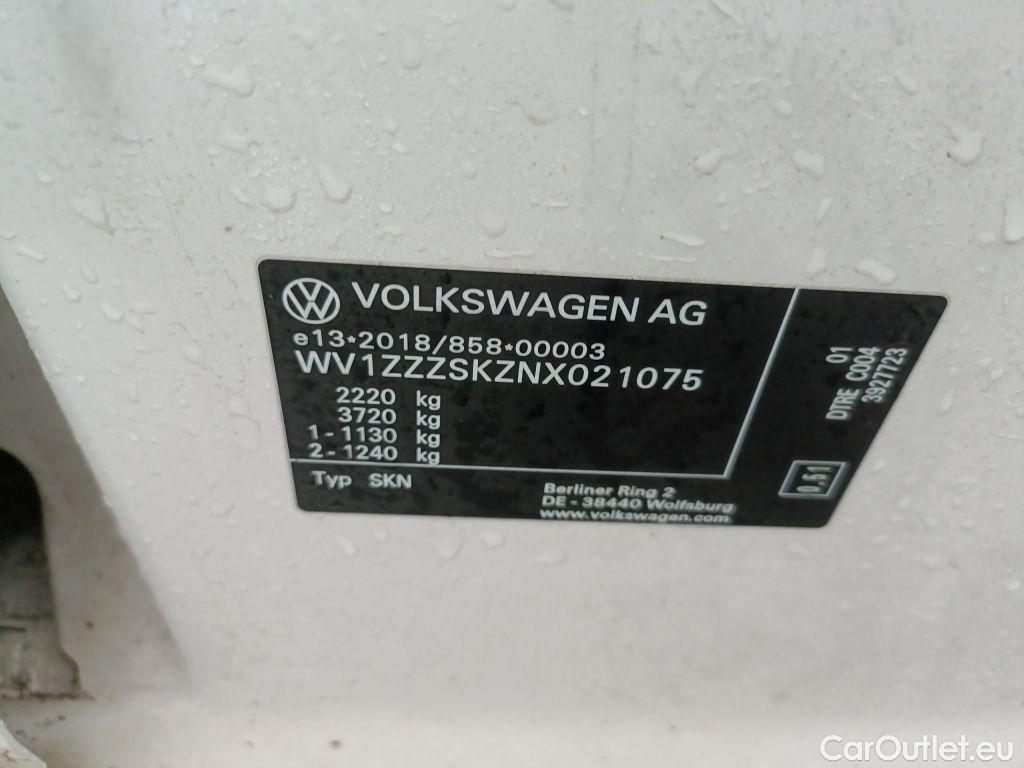 VOLKSWAGEN AG
e13*2018/858*00003
WV1ZZZSKZNX021075
2220 kg
3720 kg
1 - 1130 kg
2 - 1240 kg
Typ SKN
Berliner Ring 2
DE - 38440 Wolfsburg
www.volkswagen.com
01
DTRE C004
3927723
0.51
CarOutlet.eu